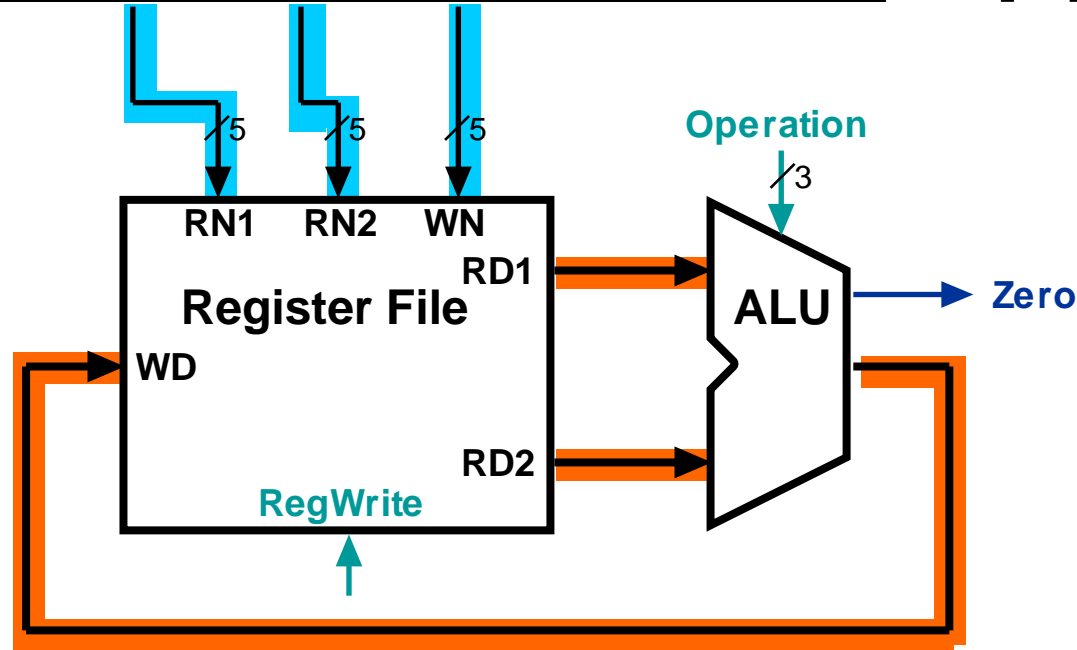 5 5 5 Operation
3
RN1 RN2 WN
RD1
Register File ALU Zero
WD
RD2
RegWrite